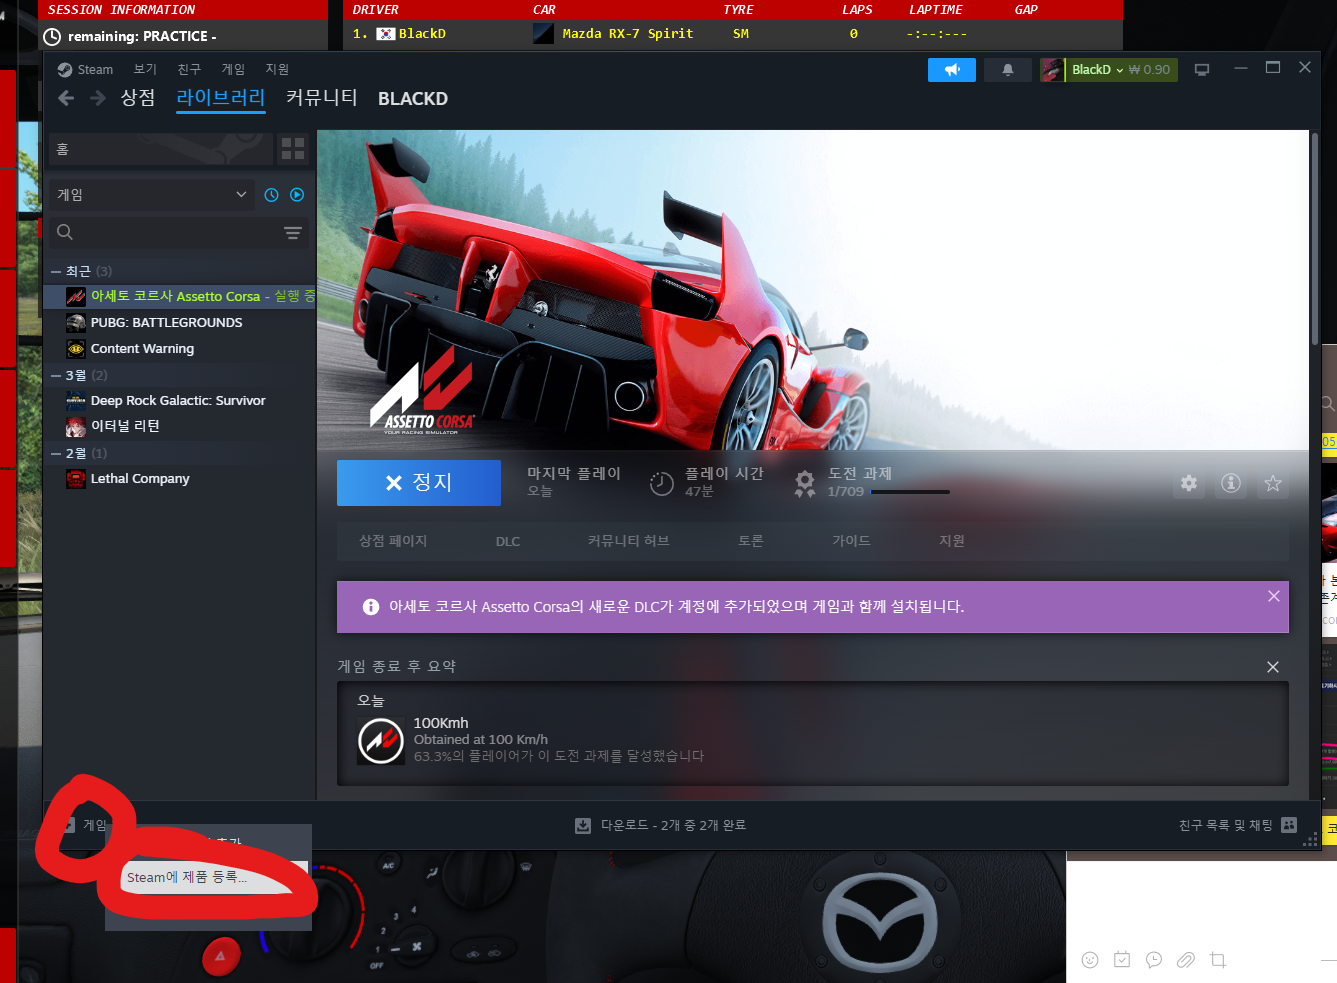 SESSION INFORMATION
remaining: PRACTICE -
DRIVER CAR TYRE LAPS LAPTIME GAP
1. BlackD Mazda RX-7 Spirit SM 0 -:--:---
Steam 보기 친구 게임 지원
BlackD ₩ 0.90
상점 라이브러리 커뮤니티 BLACKD
홈
게임
최근 (3)
아세토 코르사 Assetto Corsa - 실행 중
PUBG: BATTLEGROUNDS
Content Warning
3월 (2)
Deep Rock Galactic: Survivor
이터널 리턴
2월 (1)
Lethal Company
ASSETTO CORSA
YOUR RACING SIMULATOR
정지
마지막 플레이
오늘
플레이 시간
47분
도전 과제
1/709
상점 페이지 DLC 커뮤니티 허브 토론 가이드 지원
아세토 코르사 Assetto Corsa의 새로운 DLC가 계정에 추가되었으며 게임과 함께 설치됩니다.
게임 종료 후 요약
오늘
100Kmh
Obtained at 100 Km/h
63.3%의 플레이어가 이 도전 과제를 달성했습니다
게임
Steam에 제품 등록...
다운로드 - 2개 중 2개 완료
친구 목록 및 채팅
A/C
1
2
3
4
OFF
05
코